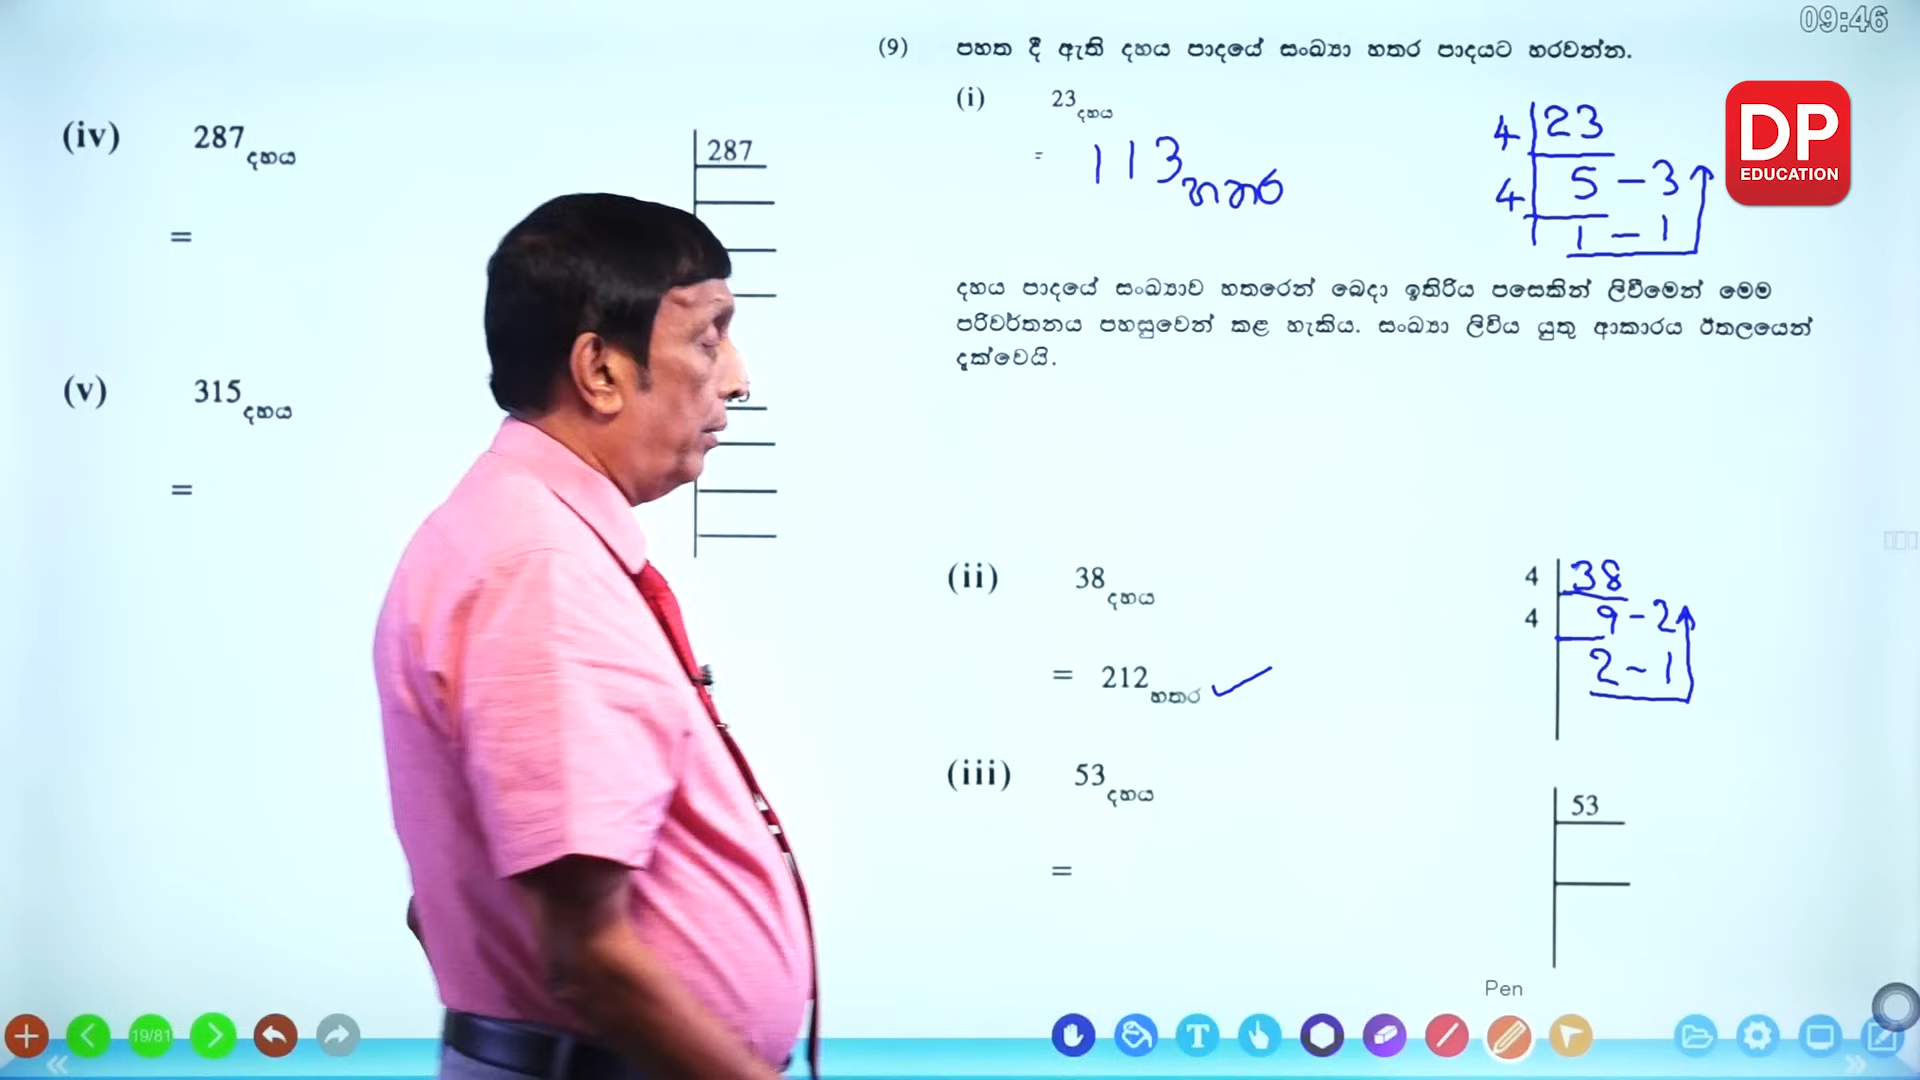 09:46
DP
EDUCATION
(iv) 287දහය
=
287
(v) 315දහය
=
(9) පහත දී ඇති දහය පාදයේ සංඛ්‍යා හතර පාදයට හරවන්න.
(i) 23දහය
= 113හතර
4 23
4 5 – 3
1 – 1
දහය පාදයේ සංඛ්‍යාව හතරෙන් බෙදා ඉතිරිය පසෙකින් ලිවීමෙන් මෙම
පරිවර්තනය පහසුවෙන් කළ හැකිය. සංඛ්‍යා ලිවිය යුතු ආකාරය ඊතලයෙන්
දැක්වෙයි.
(ii) 38දහය
= 212හතර ✓
4 38
4 9 – 2
2 – 1
(iii) 53දහය
=
53
Pen
19/81